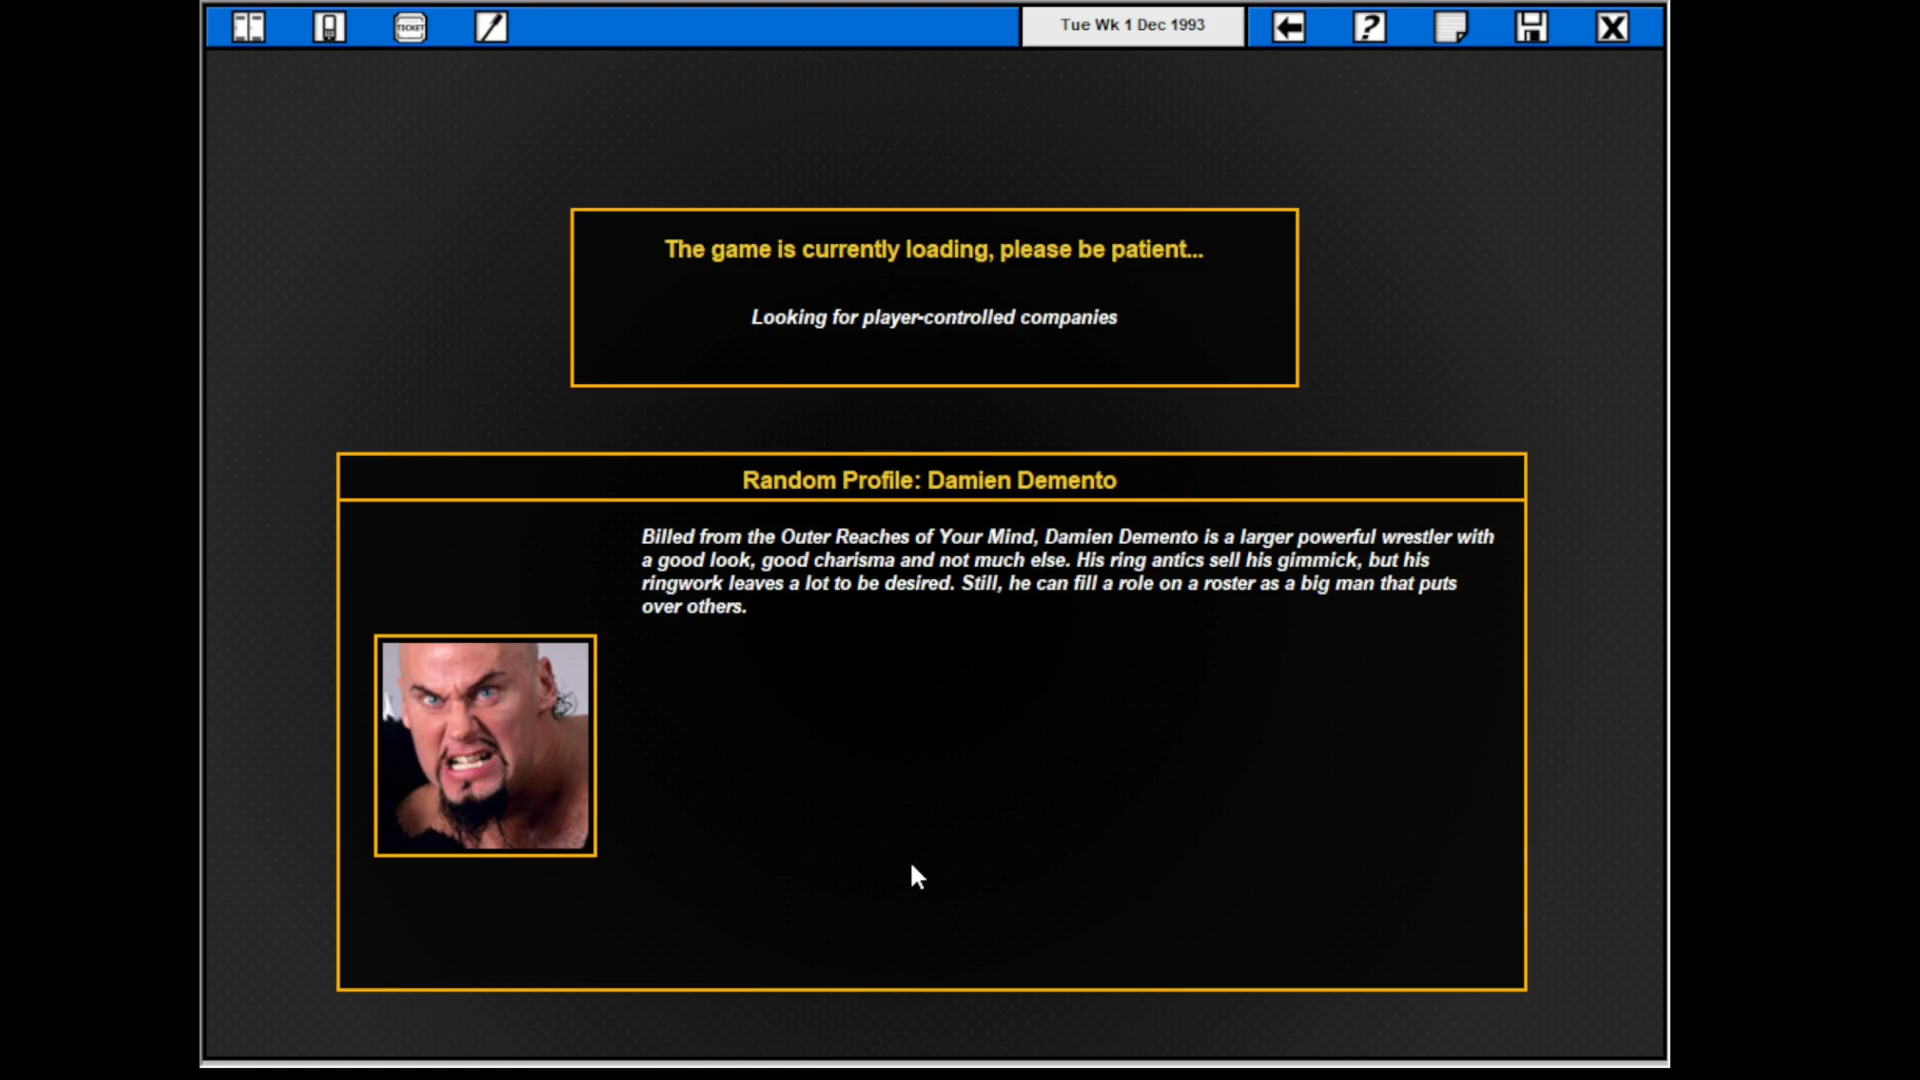 TICKET
Tue Wk 1 Dec 1993
?
X
The game is currently loading, please be patient...
Looking for player-controlled companies
Random Profile: Damien Demento
Billed from the Outer Reaches of Your Mind, Damien Demento is a larger powerful wrestler with
a good look, good charisma and not much else. His ring antics sell his gimmick, but his
ringwork leaves a lot to be desired. Still, he can fill a role on a roster as a big man that puts
over others.